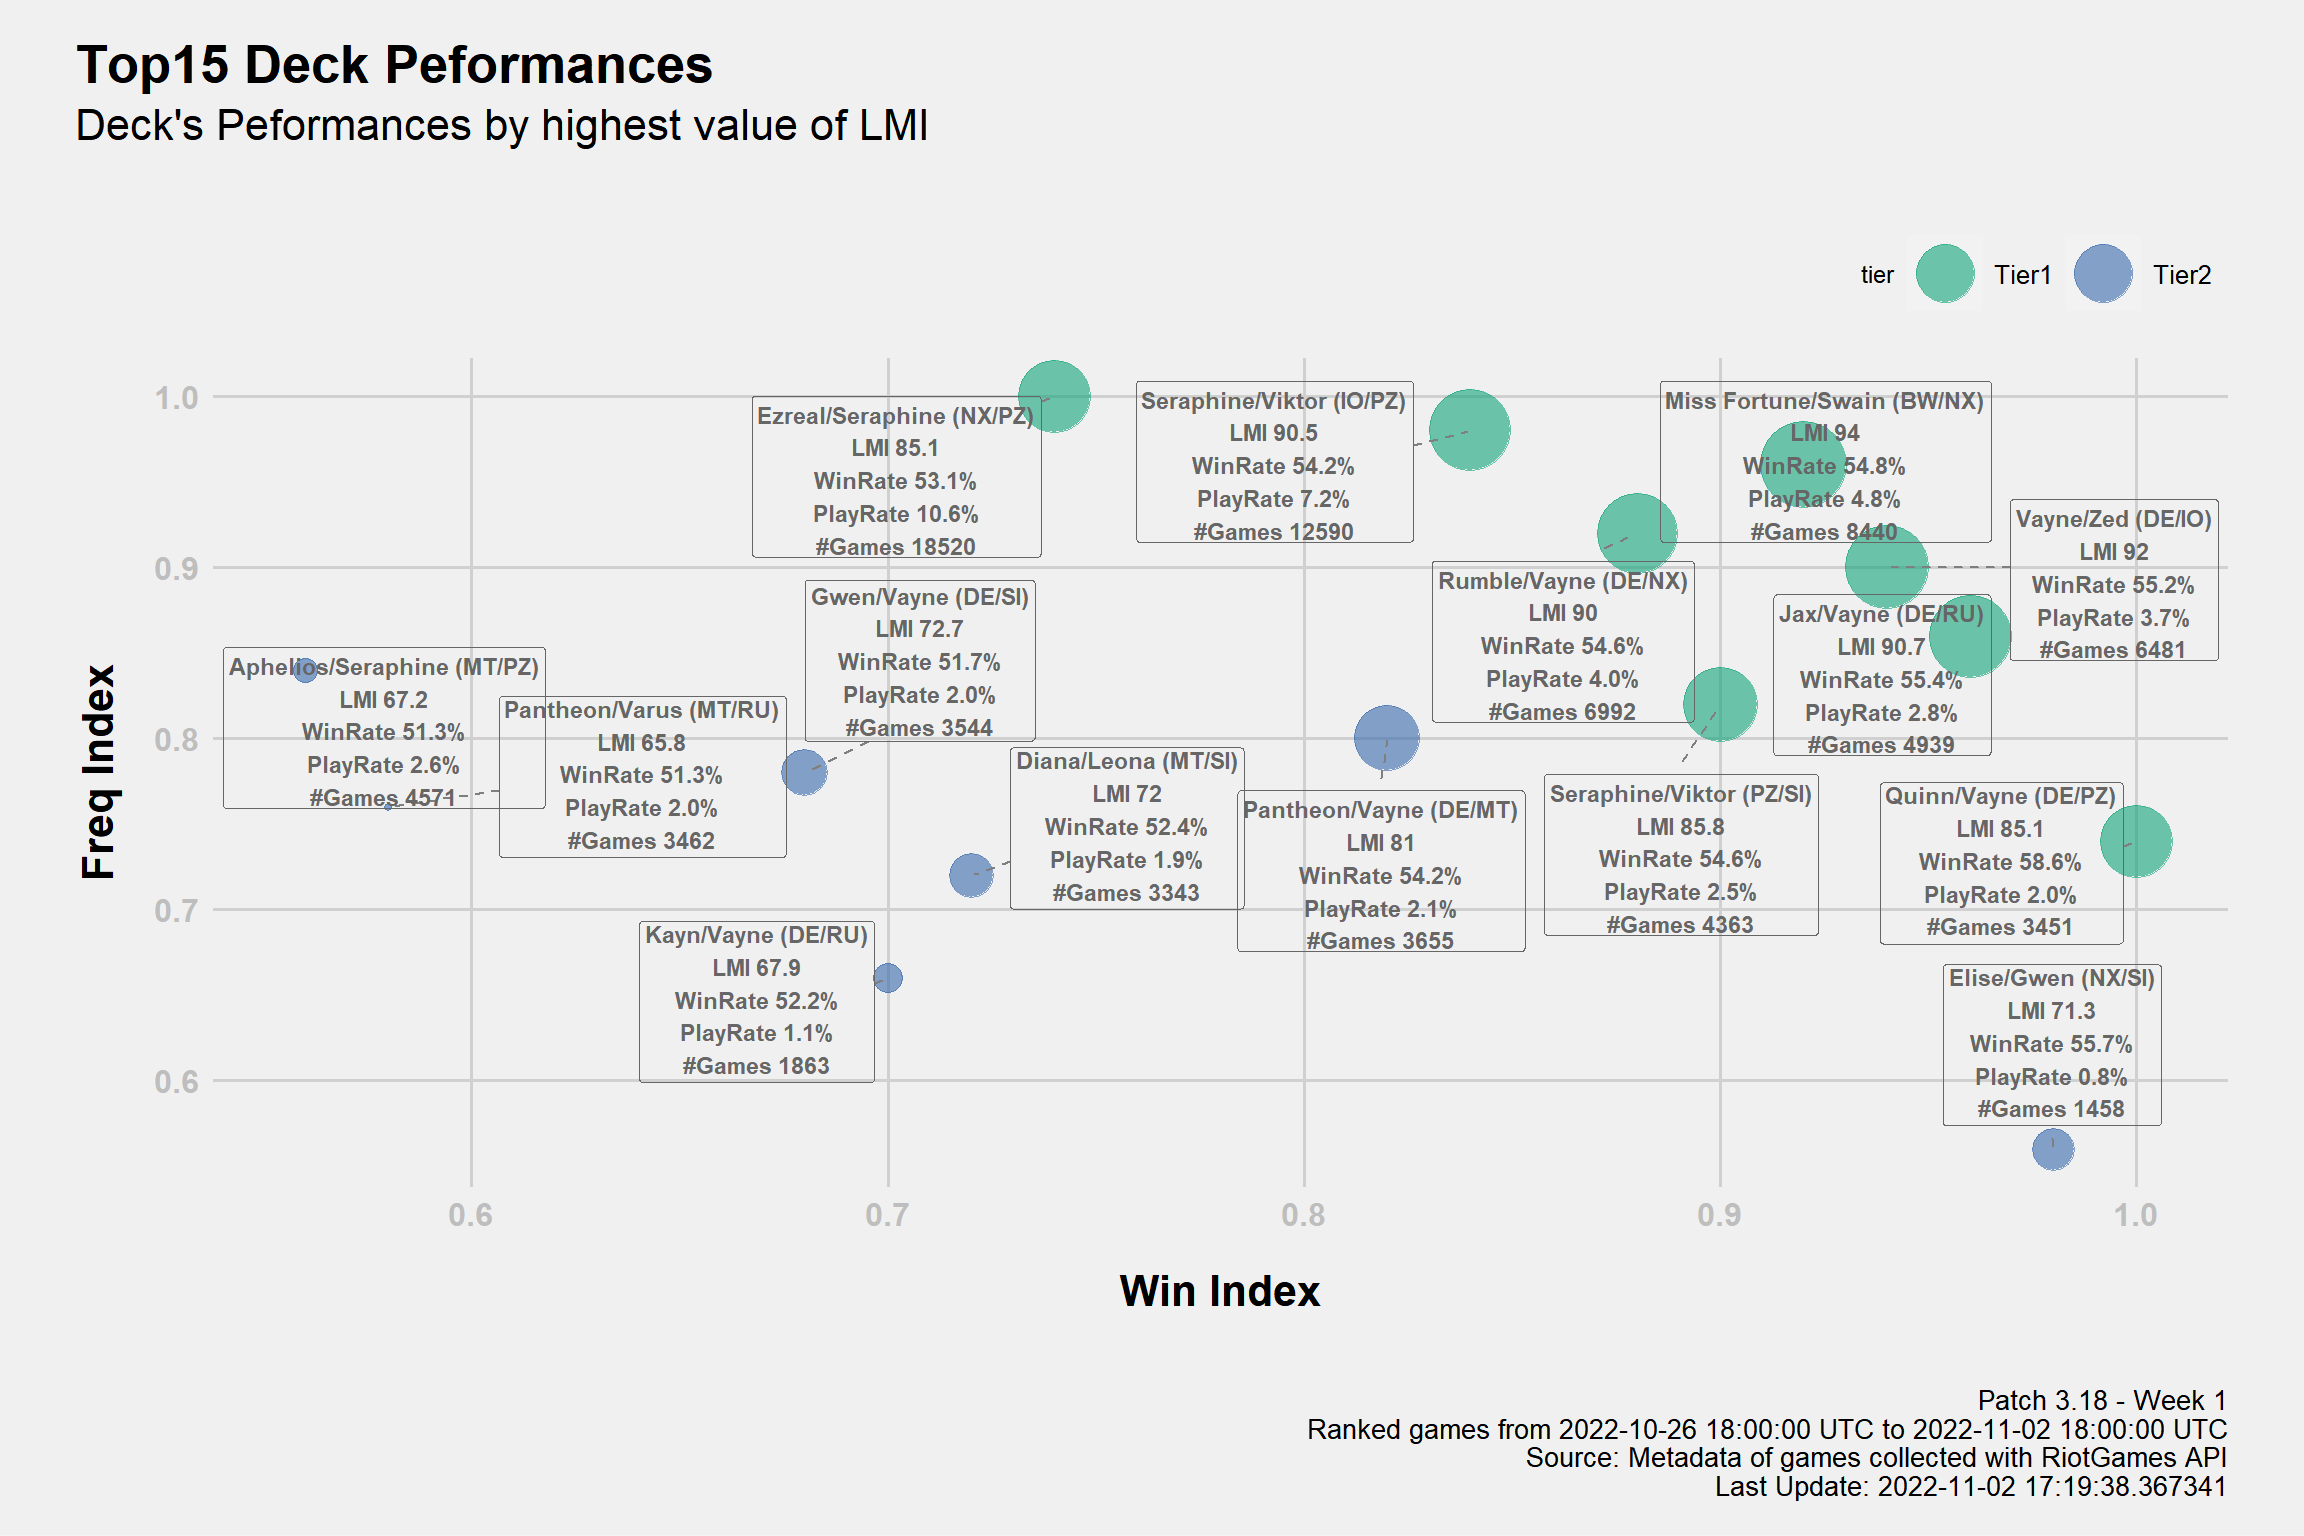 Top15 Deck Peformances
Deck's Peformances by highest value of LMI
tier Tier1 Tier2
Freq Index
1.0
0.9
0.8
0.7
0.6
Ezreal/Seraphine (NX/PZ)
LMI 85.1
WinRate 53.1%
PlayRate 10.6%
#Games 18520
Seraphine/Viktor (IO/PZ)
LMI 90.5
WinRate 54.2%
PlayRate 7.2%
#Games 12590
Miss Fortune/Swain (BW/NX)
LMI 94
WinRate 54.8%
PlayRate 4.8%
#Games 8440
Vayne/Zed (DE/IO)
LMI 92
WinRate 55.2%
PlayRate 3.7%
#Games 6481
Rumble/Vayne (DE/NX)
LMI 90
WinRate 54.6%
PlayRate 4.0%
#Games 6992
Gwen/Vayne (DE/SI)
LMI 72.7
WinRate 51.7%
PlayRate 2.0%
#Games 3544
Jax/Vayne (DE/RU)
LMI 90.7
WinRate 55.4%
PlayRate 2.8%
#Games 4939
Aphelios/Seraphine (MT/PZ)
LMI 67.2
WinRate 51.3%
PlayRate 2.6%
#Games 4571
Pantheon/Varus (MT/RU)
LMI 65.8
WinRate 51.3%
PlayRate 2.0%
#Games 3462
Diana/Leona (MT/SI)
LMI 72
WinRate 52.4%
PlayRate 1.9%
#Games 3343
Pantheon/Vayne (DE/MT)
LMI 81
WinRate 54.2%
PlayRate 2.1%
#Games 3655
Seraphine/Viktor (PZ/SI)
LMI 85.8
WinRate 54.6%
PlayRate 2.5%
#Games 4363
Quinn/Vayne (DE/PZ)
LMI 85.1
WinRate 58.6%
PlayRate 2.0%
#Games 3451
Kayn/Vayne (DE/RU)
LMI 67.9
WinRate 52.2%
PlayRate 1.1%
#Games 1863
Elise/Gwen (NX/SI)
LMI 71.3
WinRate 55.7%
PlayRate 0.8%
#Games 1458
0.6 0.7 0.8 0.9 1.0
Win Index
Patch 3.18 - Week 1
Ranked games from 2022-10-26 18:00:00 UTC to 2022-11-02 18:00:00 UTC
Source: Metadata of games collected with RiotGames API
Last Update: 2022-11-02 17:19:38.367341